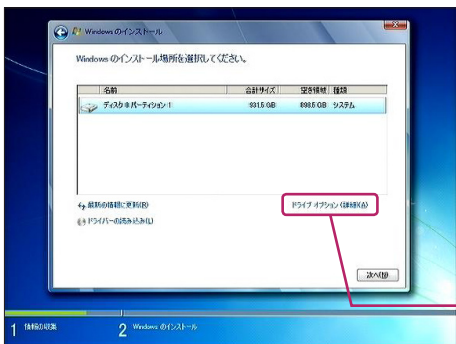 Windows のインストール
Windows のインストール場所を選択してください。
名前 合計サイズ 空き領域 種類
ディスク 0 パーティション 1 931.5 GB 898.6 GB システム
最新の情報に更新(R)
ドライブ オプション (詳細)(A)
ドライバーの読み込み(L)
次へ(N)
1 情報の収集
2 Windows のインストール